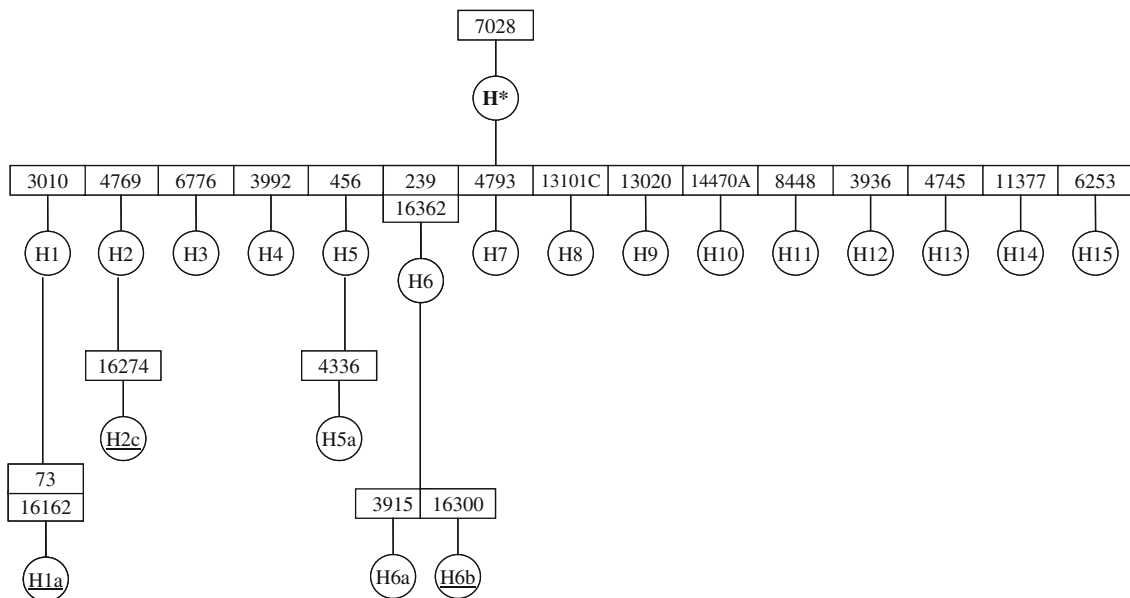 7028
H*
3010 4769 6776 3992 456 239 4793 13101C 13020 14470A 8448 3936 4745 11377 6253
16362
H1 H2 H3 H4 H5 H7 H8 H9 H10 H11 H12 H13 H14 H15
H6
16274 4336
H2c H5a
73
16162
3915 16300
H1a H6a H6b